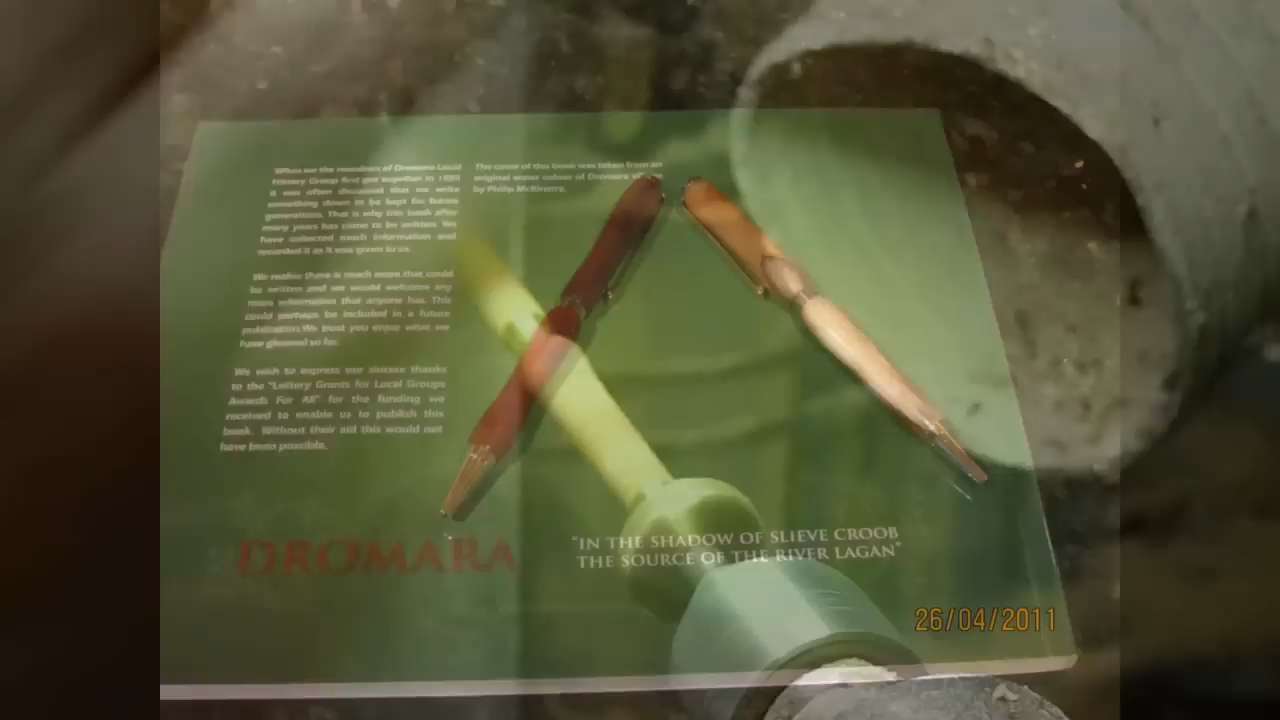 When we the members of Dromara Local
History Group first got together in 1993
it was often discussed that we write
something down to be kept for future
generations. That is why this book after
many years has come to be written. We
have collected much information and
recorded it as it was given to us.
We realise there is much more that could
be written and we would welcome any
more information that anyone has. This
could perhaps be included in a future
publication.We trust you enjoy what we
have gleaned so far.
We wish to express our sincere thanks
to the "Lottery Grants for Local Groups
Awards For All" for the funding we
received to enable us to publish this
book. Without their aid this would not
have been possible.
The cover of this book was taken from an
original water colour of Dromara
by Philip McKinstry.
DROMARA
"IN THE SHADOW OF SLIEVE CROOB
THE SOURCE OF THE RIVER LAGAN"
26/04/2011